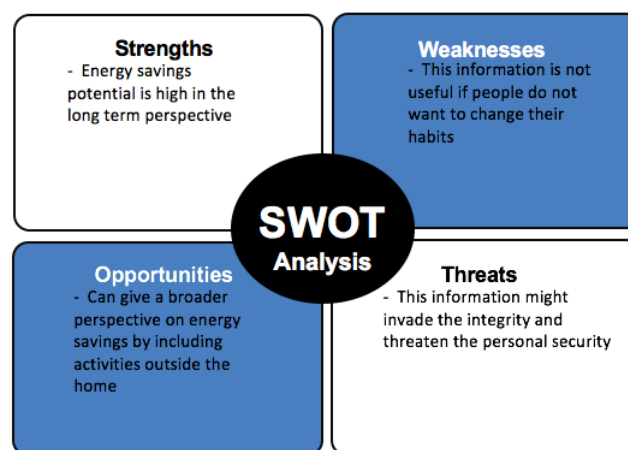 Strengths
- Energy savings
potential is high in the
long term perspective
Weaknesses
- This information is not
useful if people do not
want to change their
habits
SWOT
Analysis
Opportunities
- Can give a broader
perspective on energy
savings by including
activities outside the
home
Threats
- This information might
invade the integrity and
threaten the personal security